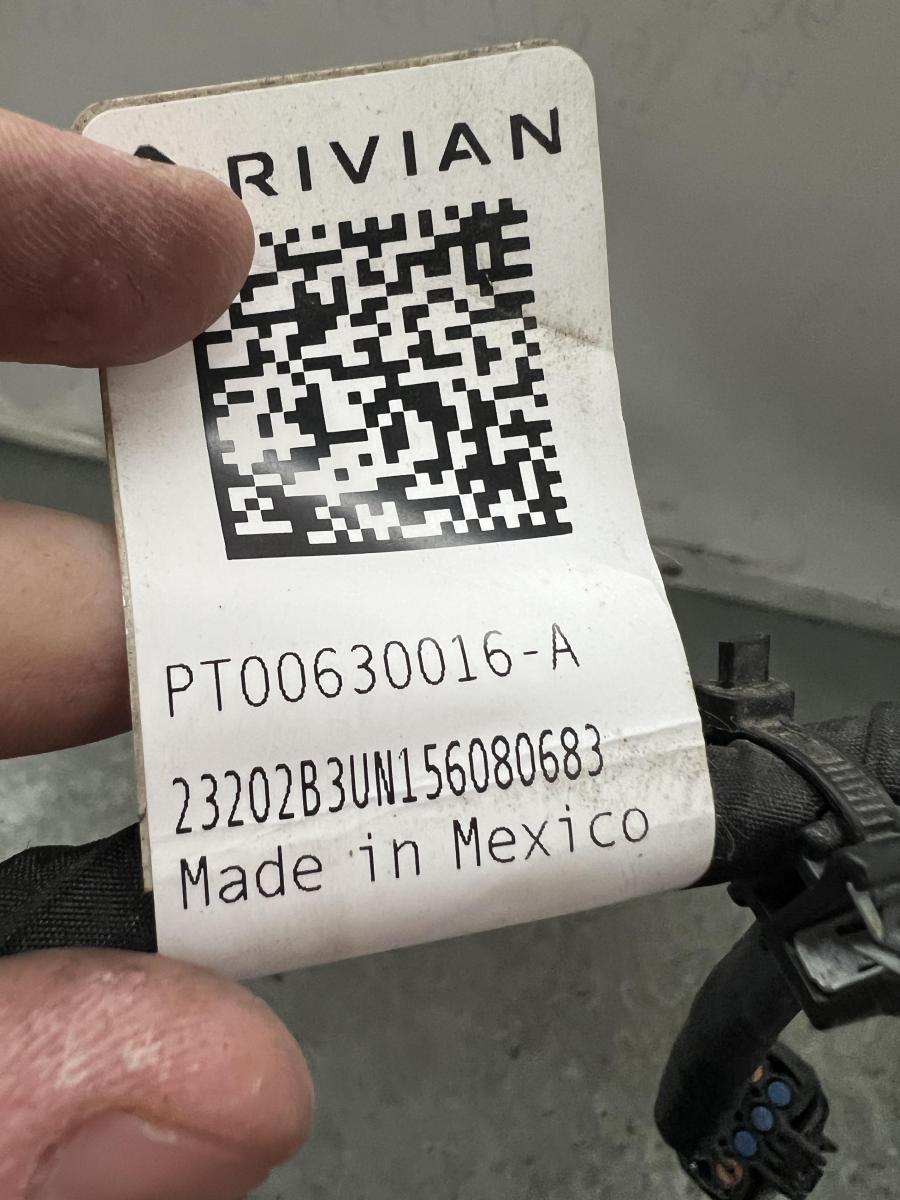 RIVIAN
PT00630016-A
23202B3UN156080683
Made in Mexico